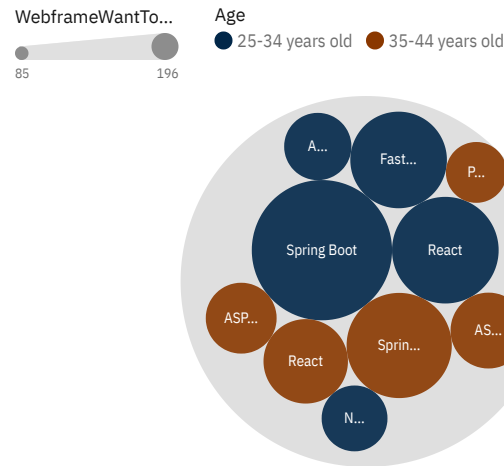 WebframeWantTo...
85 196
Age
25-34 years old 35-44 years old
A...
Fast...
P...
Spring Boot
React
ASP...
Sprin...
AS...
React
N...